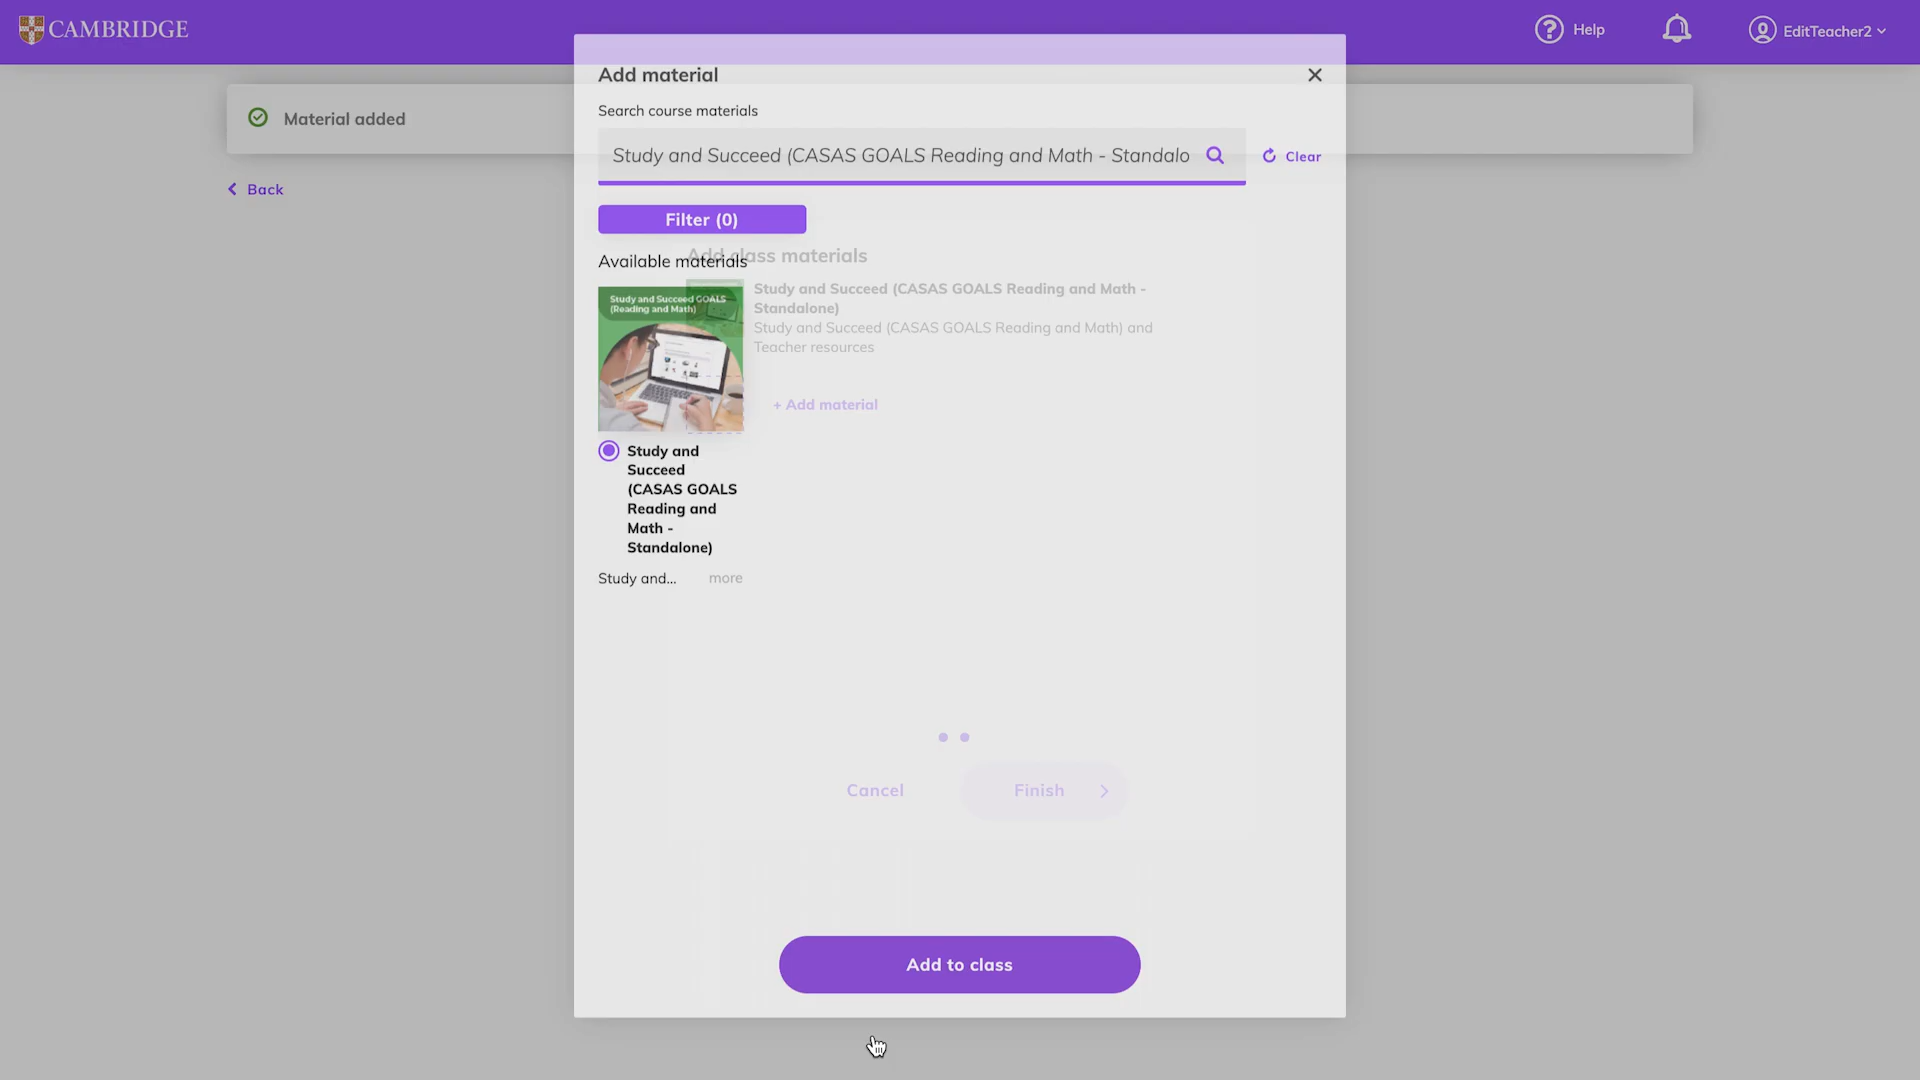 CAMBRIDGE
Help
EditTeacher2
Add material
Search course materials
Material added
Study and Succeed (CASAS GOALS Reading and Math - Standalo
Clear
Back
Filter (0)
Add class materials
Available materials
Study and Succeed GOALS
(Reading and Math)
Study and Succeed (CASAS GOALS Reading and Math -
Standalone)
Study and Succeed (CASAS GOALS Reading and Math) and
Teacher resources
+ Add material
Study and
Succeed
(CASAS GOALS
Reading and
Math -
Standalone)
Study and... more
Cancel
Finish
Add to class